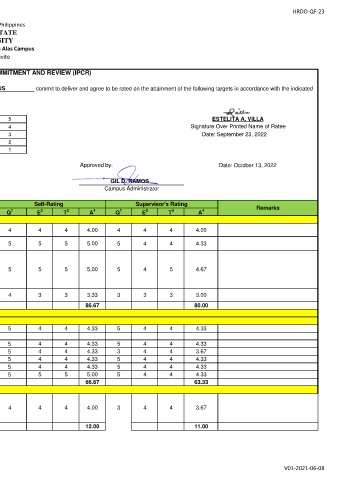 HRDO-QF-23
Philippines
TATE
SITY
Alas Campus
vite
MMITMENT AND REVIEW (IPCR)
US commit to deliver and agree to be rated on the attainment of the following targets in accordance with the indicated
ESTELITA A. VILLA
5
Signature Over Printed Name of Ratee
4
Date: September 23, 2022
3
2
1
Approved by: Date: October 13, 2022
GIL D. RAMOS
Campus Administrator
Self-Rating Supervisor's Rating Remarks
Q1 E2 T3 A4 Q1 E2 T3 A4
4 4 4 4.00 4 4 4 4.00
5 5 5 5.00 5 4 4 4.33
5 5 5 5.00 5 4 5 4.67
4 3 3 3.33 3 3 3 3.00
86.67 80.00
5 4 4 4.33 5 4 4 4.33
5 4 4 4.33 5 4 4 4.33
5 4 4 4.33 3 4 4 3.67
5 4 4 4.33 5 4 4 4.33
5 4 4 4.33 5 4 4 4.33
5 5 5 5.00 5 4 4 4.33
66.67 63.33
4 4 4 4.00 3 4 4 3.67
12.00 11.00
V01-2021-06-08